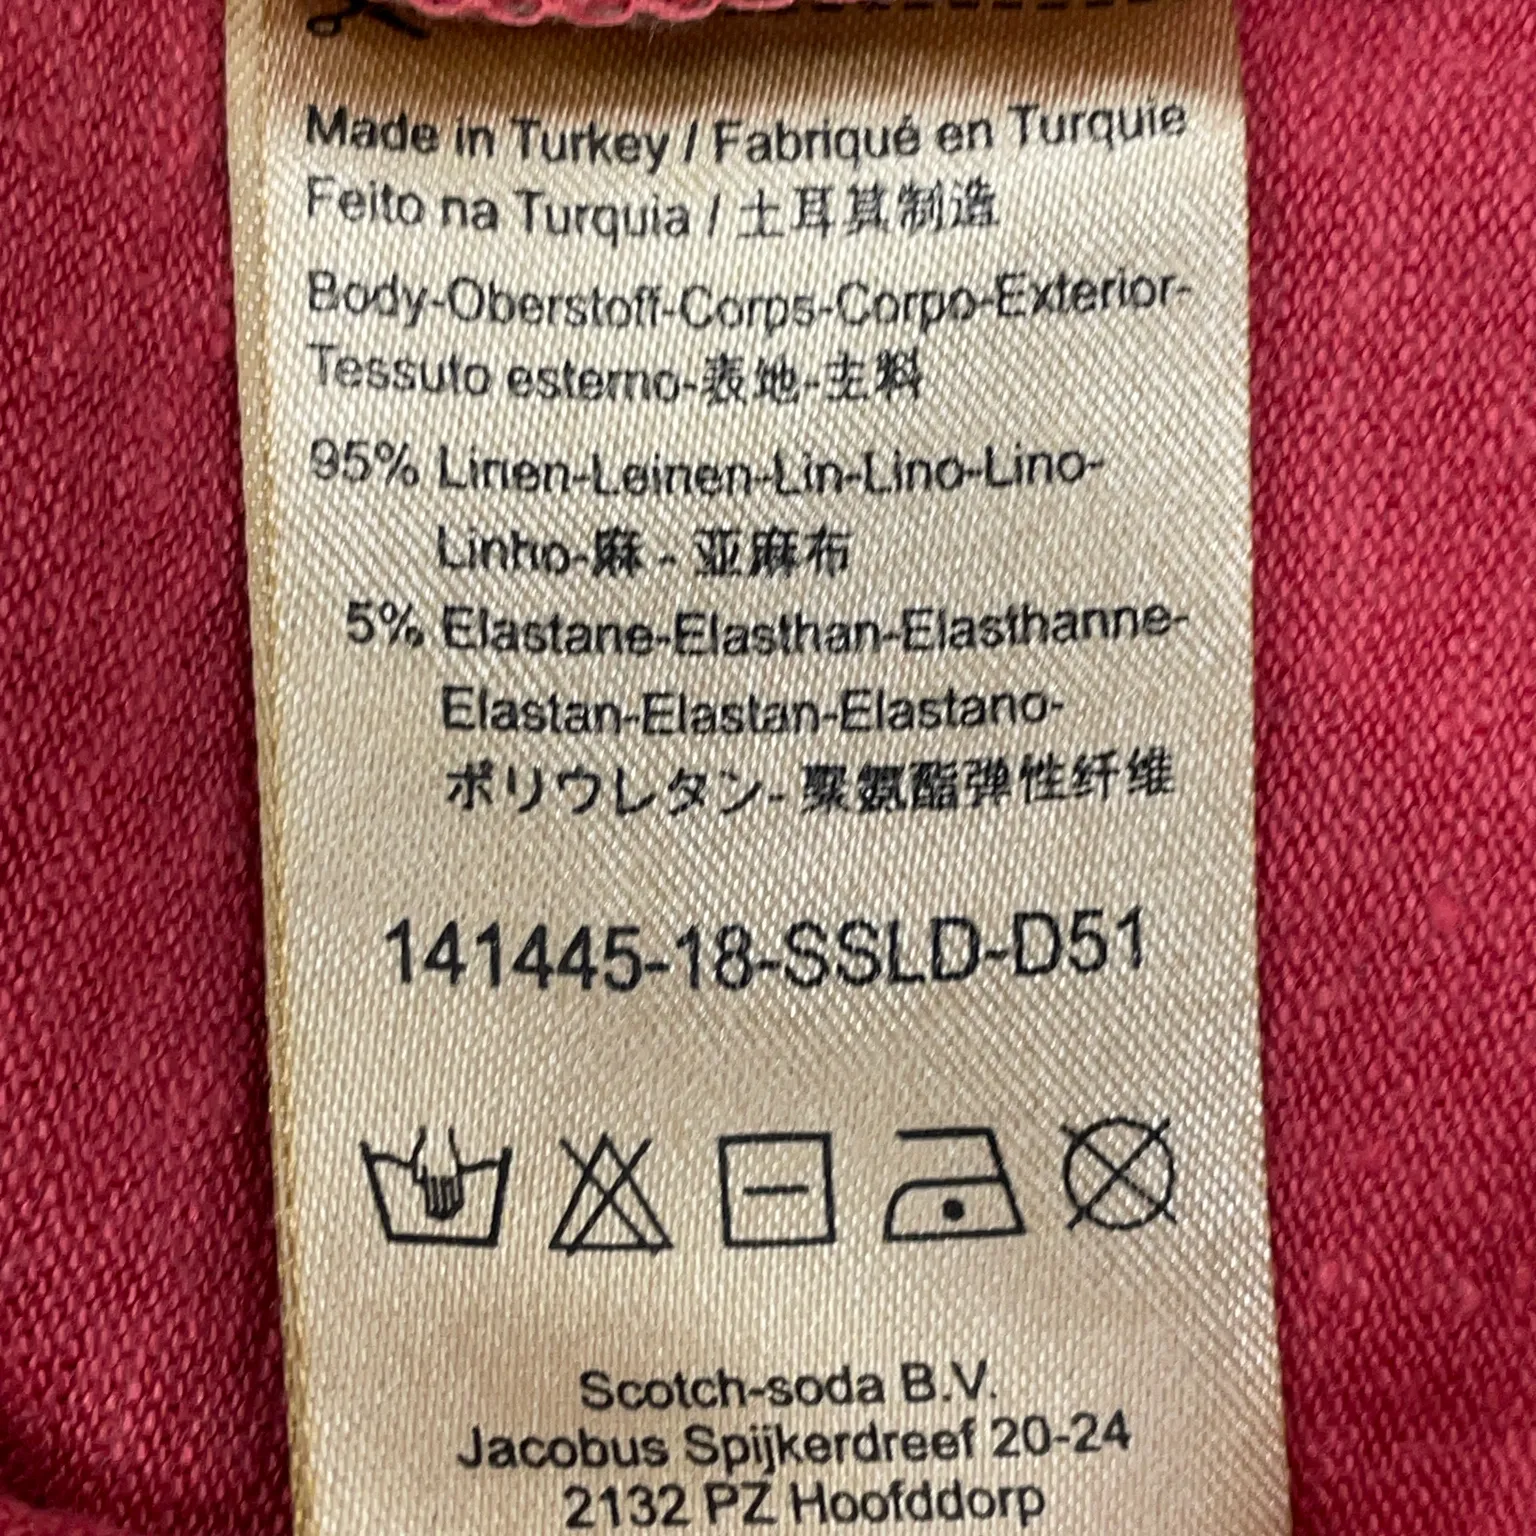 Made in Turkey / Fabriqué en Turquie
Feito na Turquia / 土耳其制造
Body-Oberstoff-Corps-Corpo-Exterior-
Tessuto esterno-表地-主料
95% Linen-Leinen-Lin-Lino-Lino-
Linho-麻 - 亚麻布
5% Elastane-Elasthan-Elasthanne-
Elastan-Elastan-Elastano-
ポリウレタン- 聚氨酯弹性纤维
141445-18-SSLD-D51
Scotch-soda B.V.
Jacobus Spijkerdreef 20-24
2132 PZ Hoofddorp